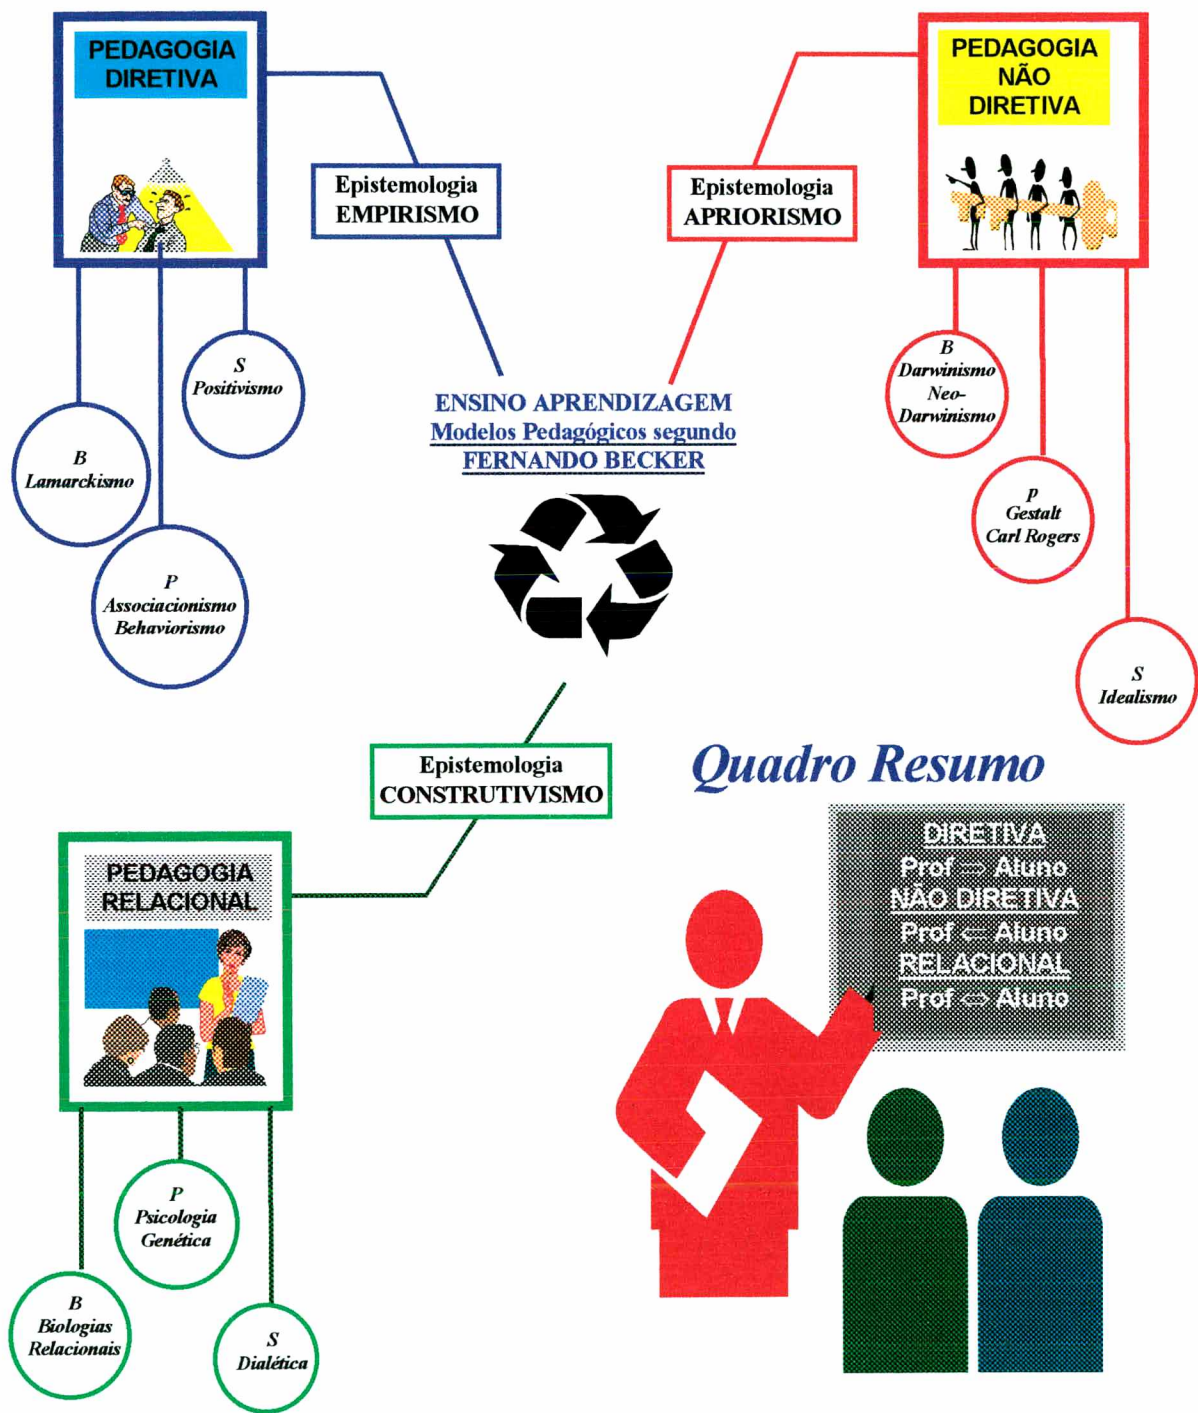 PEDAGOGIA
DIRETIVA
PEDAGOGIA
NÃO
DIRETIVA
Epistemologia
EMPIRISMO
Epistemologia
APRIORISMO
S
Positivismo
B
Lamarckismo
P
Associacionismo
Behaviorismo
B
Darwinismo
Neo-
Darwinismo
p
Gestalt
Carl Rogers
S
Idealismo
ENSINO APRENDIZAGEM
Modelos Pedagógicos segundo
FERNANDO BECKER
Epistemologia
CONSTRUTIVISMO
PEDAGOGIA
RELACIONAL
P
Psicologia
Genética
B
Biologias
Relacionais
S
Dialética
Quadro Resumo
DIRETIVA
Prof ⇨ Aluno
NÃO DIRETIVA
Prof ⇐ Aluno
RELACIONAL
Prof ⇔ Aluno